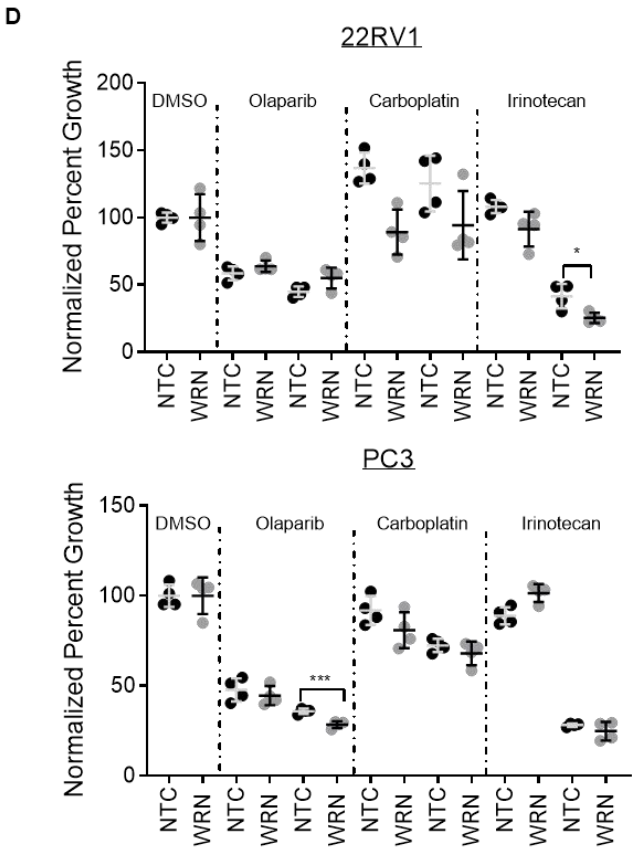 D
22RV1
Normalized Percent Growth
200
150
100
50
0
DMSO Olaparib Carboplatin Irinotecan
*
NTC WRN NTC WRN NTC WRN NTC WRN NTC WRN NTC WRN NTC WRN
PC3
Normalized Percent Growth
150
100
50
0
DMSO Olaparib Carboplatin Irinotecan
***
NTC WRN NTC WRN NTC WRN NTC WRN NTC WRN NTC WRN NTC WRN